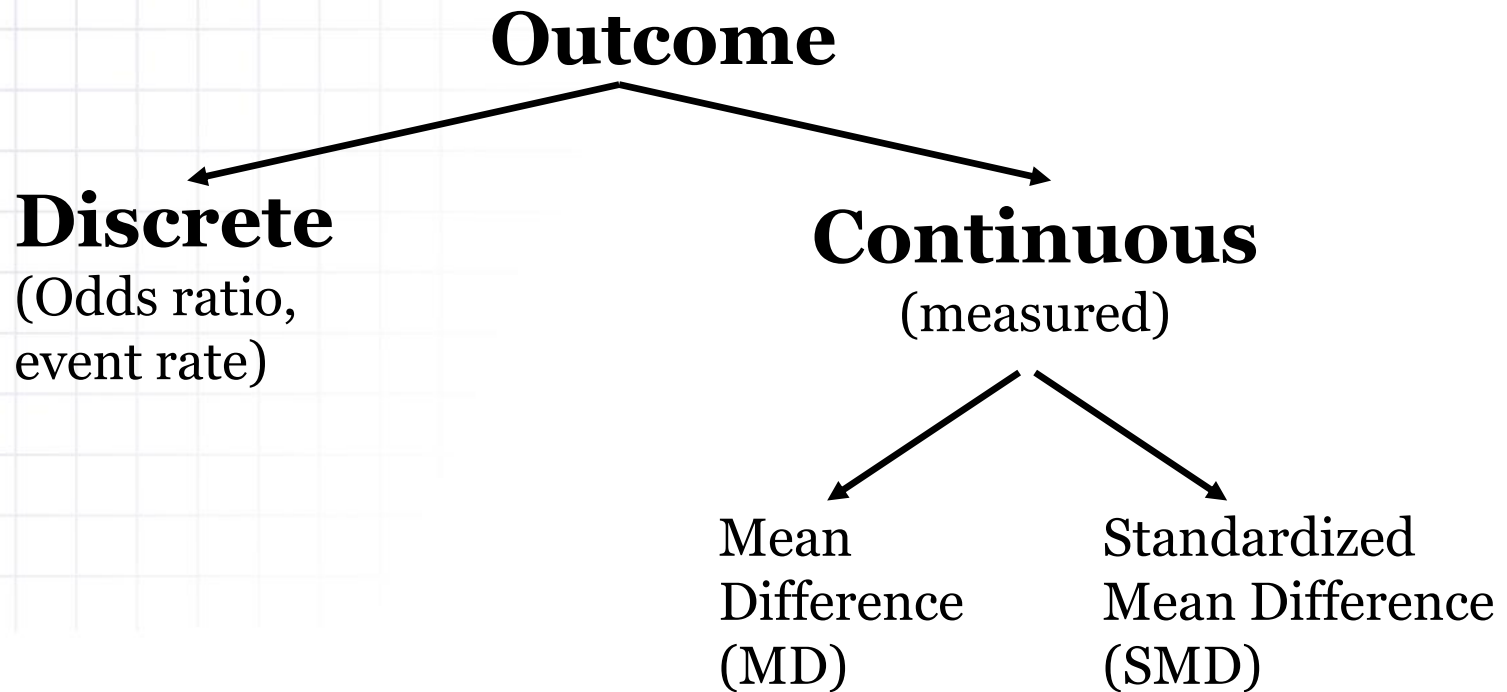 Outcome
Discrete
(Odds ratio,
event rate)
Continuous
(measured)
Mean
Difference
(MD)
Standardized
Mean Difference
(SMD)